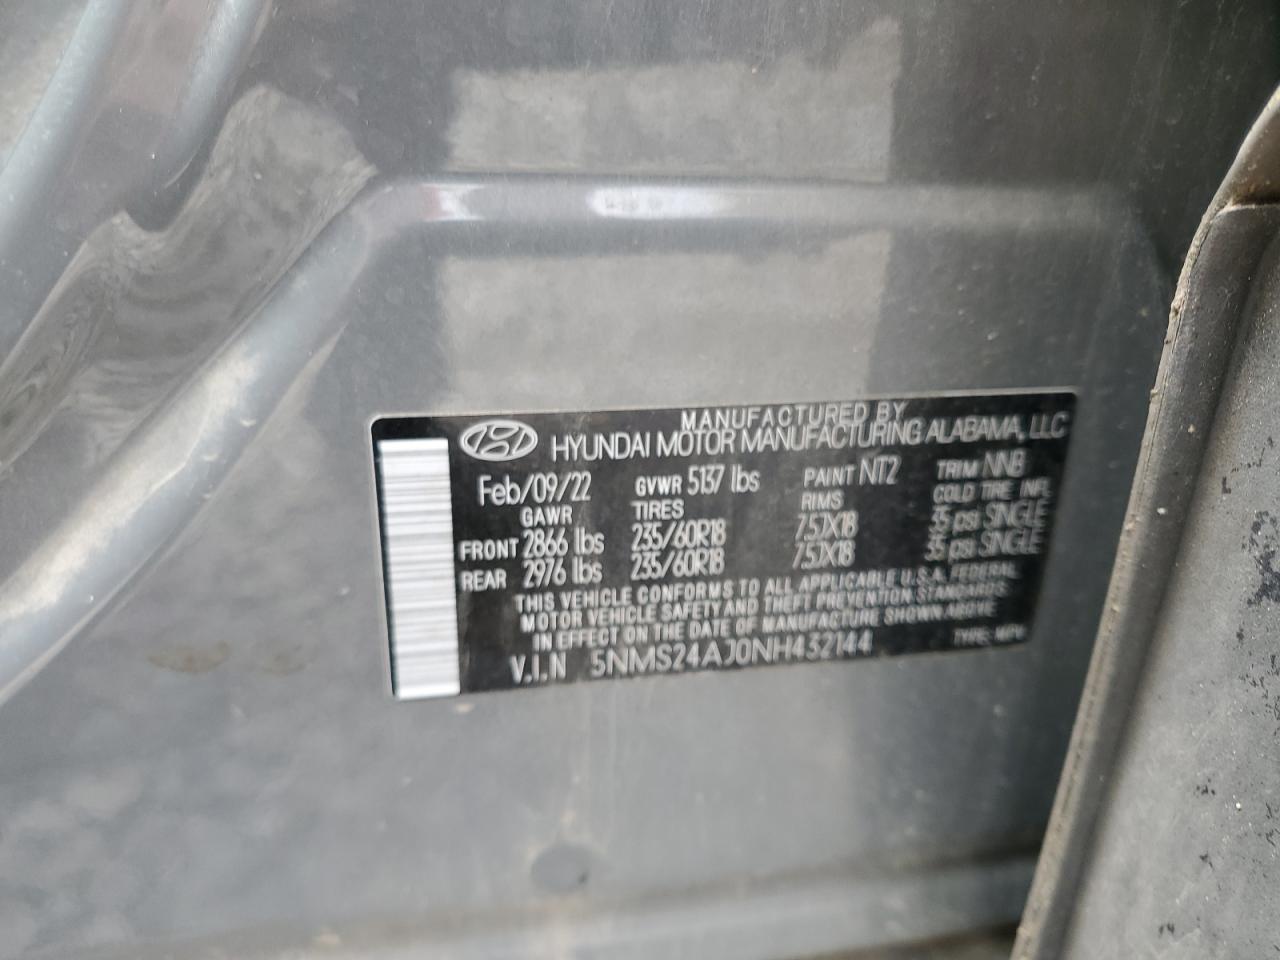 MANUFACTURED BY
HYUNDAI MOTOR MANUFACTURING ALABAMA, LLC
Feb/09/22 GVWR 5137 lbs PAINT NT2 TRIM NNB
GAWR TIRES RIMS COLD TIRE INFL
FRONT 2866 lbs 235/60R18 7.5JX18 35 psi SINGLE
REAR 2976 lbs 235/60R18 7.5JX18 35 psi SINGLE
THIS VEHICLE CONFORMS TO ALL APPLICABLE U.S.A. FEDERAL
MOTOR VEHICLE SAFETY AND THEFT PREVENTION STANDARDS
IN EFFECT ON THE DATE OF MANUFACTURE SHOWN ABOVE
V.I.N 5NMS24AJ0NH432144 TYPE: MPV